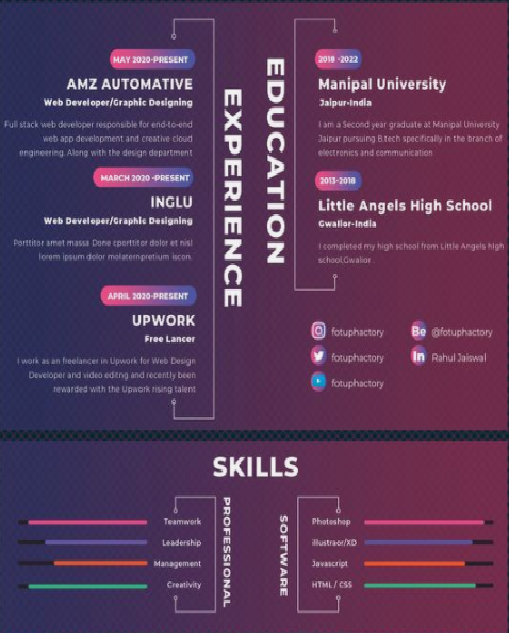 EXPERIENCE
MAY 2020-PRESENT
AMZ AUTOMATIVE
Web Developer/Graphic Designing
Full stack web developer responsible for end-to-end
web app development and creative cloud
engineering. Along with the design department
MARCH 2020 -PRESENT
INGLU
Web Developer/Graphic Designing
Porttitor amet massa Done cporttitor dolor et nisl
lorem ipsum dolor molaternpretium iscon.
APRIL 2020-PRESENT
UPWORK
Free Lancer
I work as an freelancer in Upwork for Web Design
Developer and video editng and recently been
rewarded with the Upwork rising talent
EDUCATION
2018 -2022
Manipal University
Jaipur-India
I am a Second year graduate at Manipal University
Jaipur pursuing B.tech specifically in the branch of
electronics and communication
2013-2018
Little Angels High School
Gwalior-India
I completed my high school from Little Angels high
school,Gwalior
fotuphactory
Be @fotuphactory
fotuphactory
in Rahul Jaiswal
fotuphactory
SKILLS
PROFESSIONAL
Teamwork
Leadership
Management
Creativity
SOFTWARE
Photoshop
illustraor/XD
Javascript
HTML/ CSS